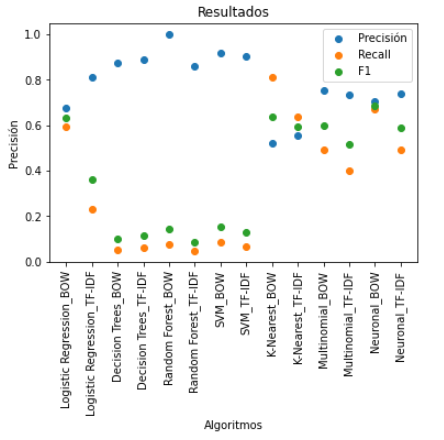 Resultados
Precisión
Recall
F1
1.0
0.8
0.6
0.4
0.2
0.0
Precisión
Logistic Regression_BOW
Logistic Regression_TF-IDF
Decision Trees_BOW
Decision Trees_TF-IDF
Random Forest_BOW
Random Forest_TF-IDF
SVM_BOW
SVM_TF-IDF
K-Nearest_BOW
K-Nearest_TF-IDF
Multinomial_BOW
Multinomial_TF-IDF
Neuronal_BOW
Neuronal_TF-IDF
Algoritmos